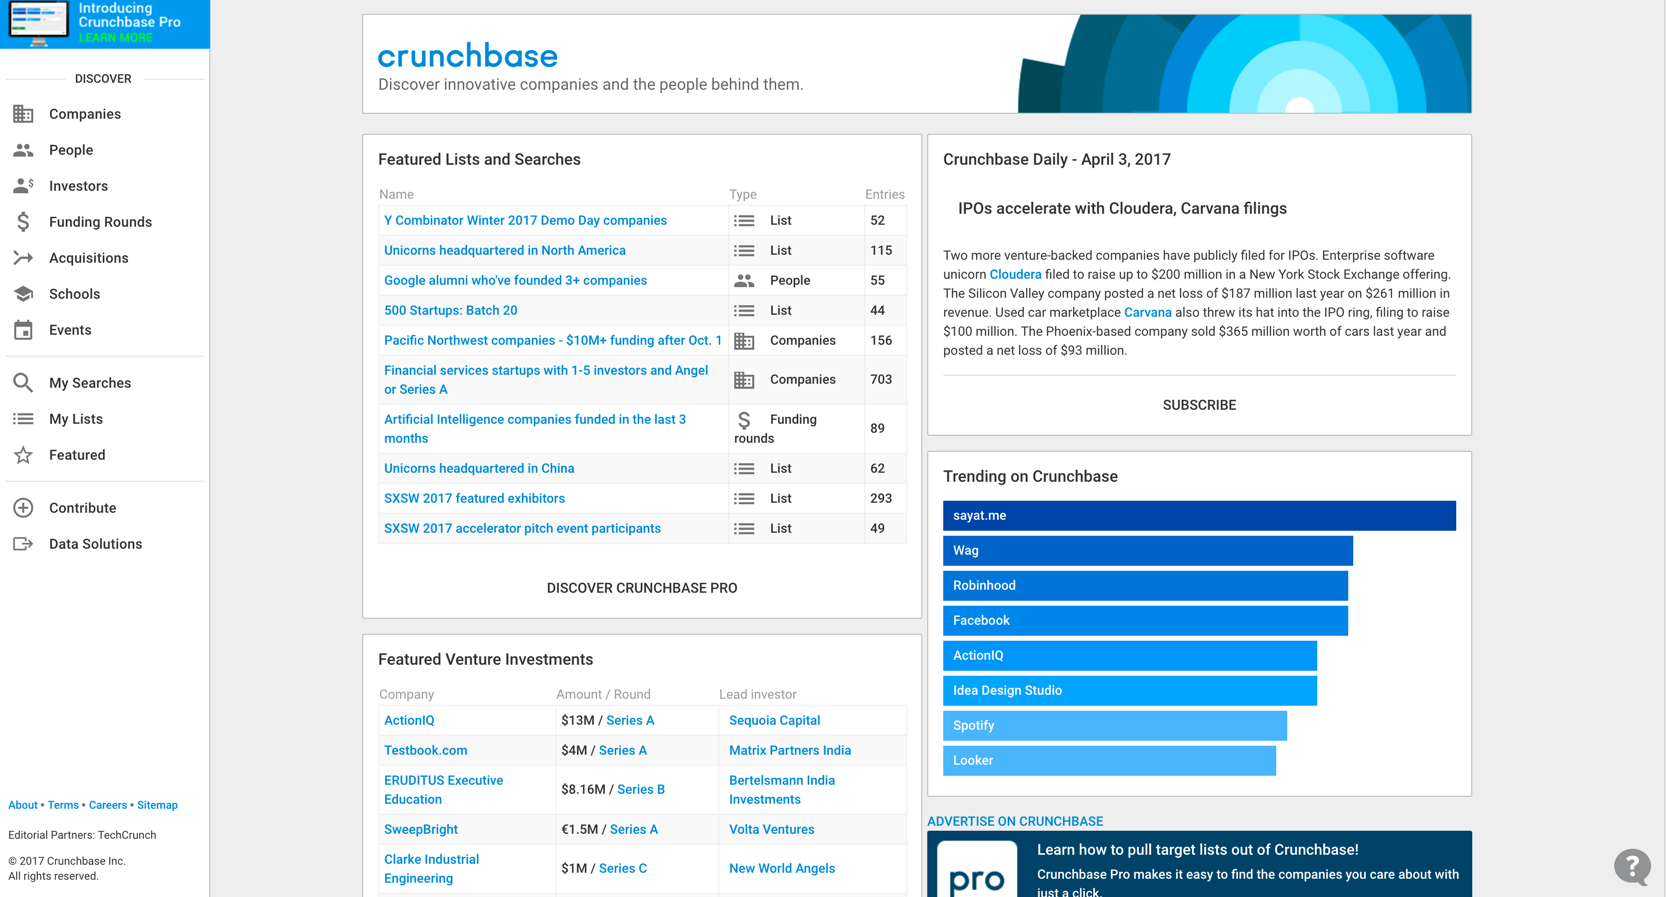 Introducing
Crunchbase Pro
LEARN MORE
DISCOVER
Companies
People
Investors
Funding Rounds
Acquisitions
Schools
Events
My Searches
My Lists
Featured
Contribute
Data Solutions
About • Terms • Careers • Sitemap
Editorial Partners: TechCrunch
© 2017 Crunchbase Inc.
All rights reserved.
crunchbase
Discover innovative companies and the people behind them.
Featured Lists and Searches
Name Type Entries
Y Combinator Winter 2017 Demo Day companies List 52
Unicorns headquartered in North America List 115
Google alumni who've founded 3+ companies People 55
500 Startups: Batch 20 List 44
Pacific Northwest companies - $10M+ funding after Oct. 1 Companies 156
Financial services startups with 1-5 investors and Angel
or Series A Companies 703
Artificial Intelligence companies funded in the last 3
months Funding rounds 89
Unicorns headquartered in China List 62
SXSW 2017 featured exhibitors List 293
SXSW 2017 accelerator pitch event participants List 49
DISCOVER CRUNCHBASE PRO
Featured Venture Investments
Company Amount / Round Lead investor
ActionIQ $13M / Series A Sequoia Capital
Testbook.com $4M / Series A Matrix Partners India
ERUDITUS Executive
Education $8.16M / Series B Bertelsmann India
Investments
SweepBright €1.5M / Series A Volta Ventures
Clarke Industrial
Engineering $1M / Series C New World Angels
Crunchbase Daily - April 3, 2017
IPOs accelerate with Cloudera, Carvana filings
Two more venture-backed companies have publicly filed for IPOs. Enterprise software
unicorn Cloudera filed to raise up to $200 million in a New York Stock Exchange offering.
The Silicon Valley company posted a net loss of $187 million last year on $261 million in
revenue. Used car marketplace Carvana also threw its hat into the IPO ring, filing to raise
$100 million. The Phoenix-based company sold $365 million worth of cars last year and
posted a net loss of $93 million.
SUBSCRIBE
Trending on Crunchbase
sayat.me
Wag
Robinhood
Facebook
ActionIQ
Idea Design Studio
Spotify
Looker
ADVERTISE ON CRUNCHBASE
pro
Learn how to pull target lists out of Crunchbase!
Crunchbase Pro makes it easy to find the companies you care about with
just a click.
?